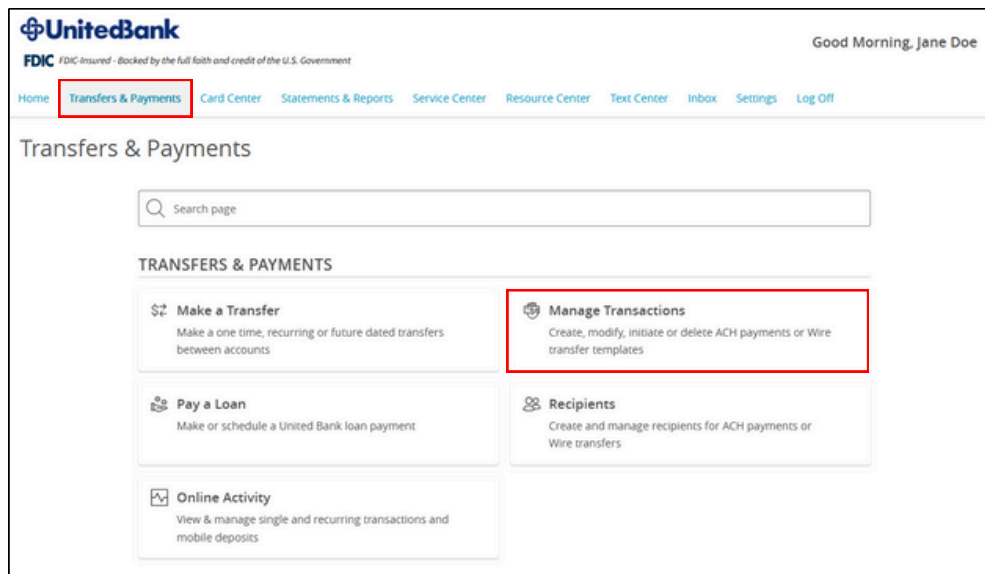 UnitedBank
Good Morning, Jane Doe
FDIC FDIC-Insured - Backed by the full faith and credit of the U.S. Government
Home Transfers & Payments Card Center Statements & Reports Service Center Resource Center Text Center Inbox Settings Log Off
Transfers & Payments
Search page
TRANSFERS & PAYMENTS
Make a Transfer
Make a one time, recurring or future dated transfers
between accounts
Manage Transactions
Create, modify, initiate or delete ACH payments or Wire
transfer templates
Pay a Loan
Make or schedule a United Bank loan payment
Recipients
Create and manage recipients for ACH payments or
Wire transfers
Online Activity
View & manage single and recurring transactions and
mobile deposits